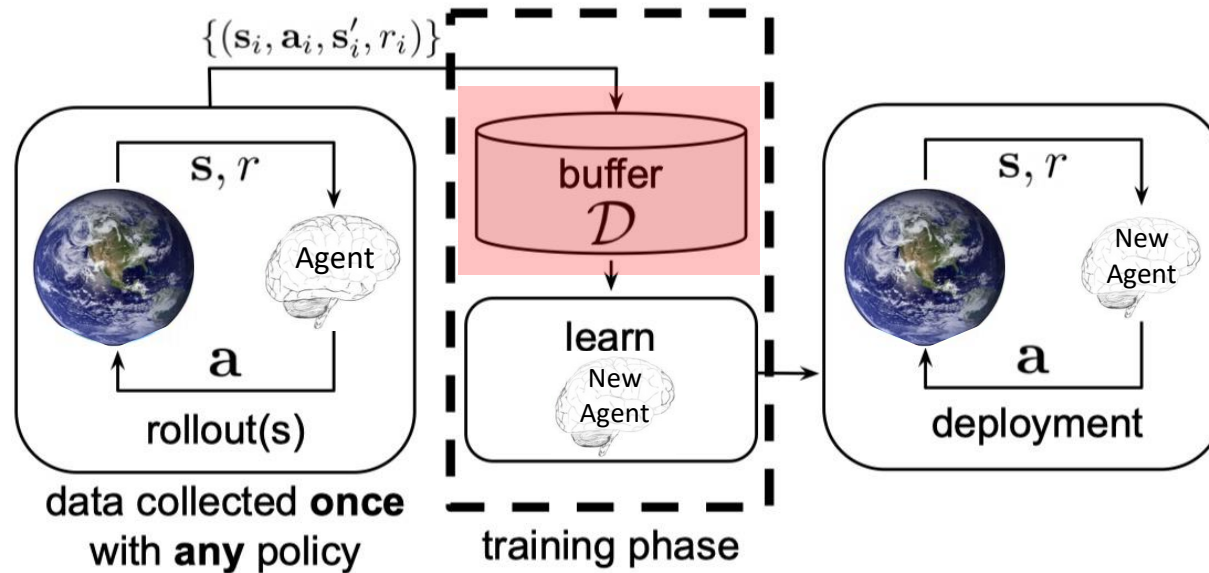 {(s_i, a_i, s'_i, r_i)}
s, r
Agent
a
rollout(s)
data collected once
with any policy
buffer
D
learn
New
Agent
training phase
s, r
New
Agent
a
deployment